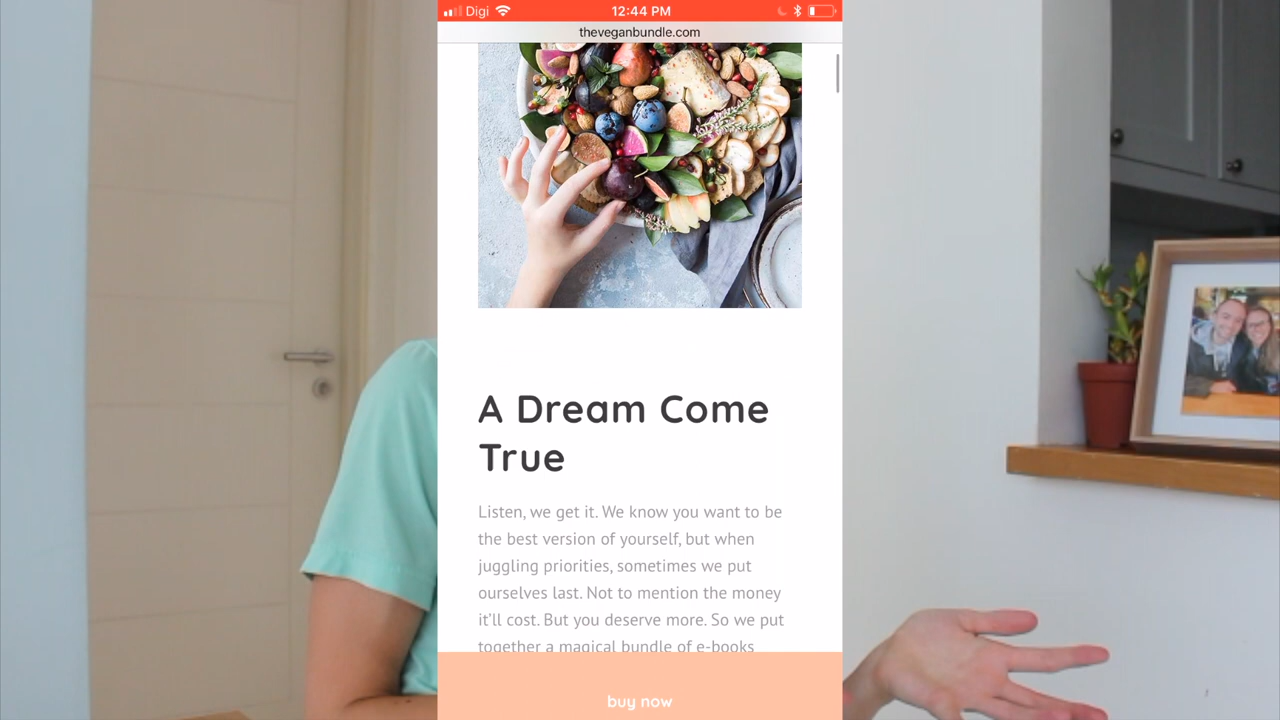 Digi 12:44 PM
theveganbundle.com
A Dream Come
True
Listen, we get it. We know you want to be
the best version of yourself, but when
juggling priorities, sometimes we put
ourselves last. Not to mention the money
it'll cost. But you deserve more. So we put
together a magical bundle of e-books
buy now